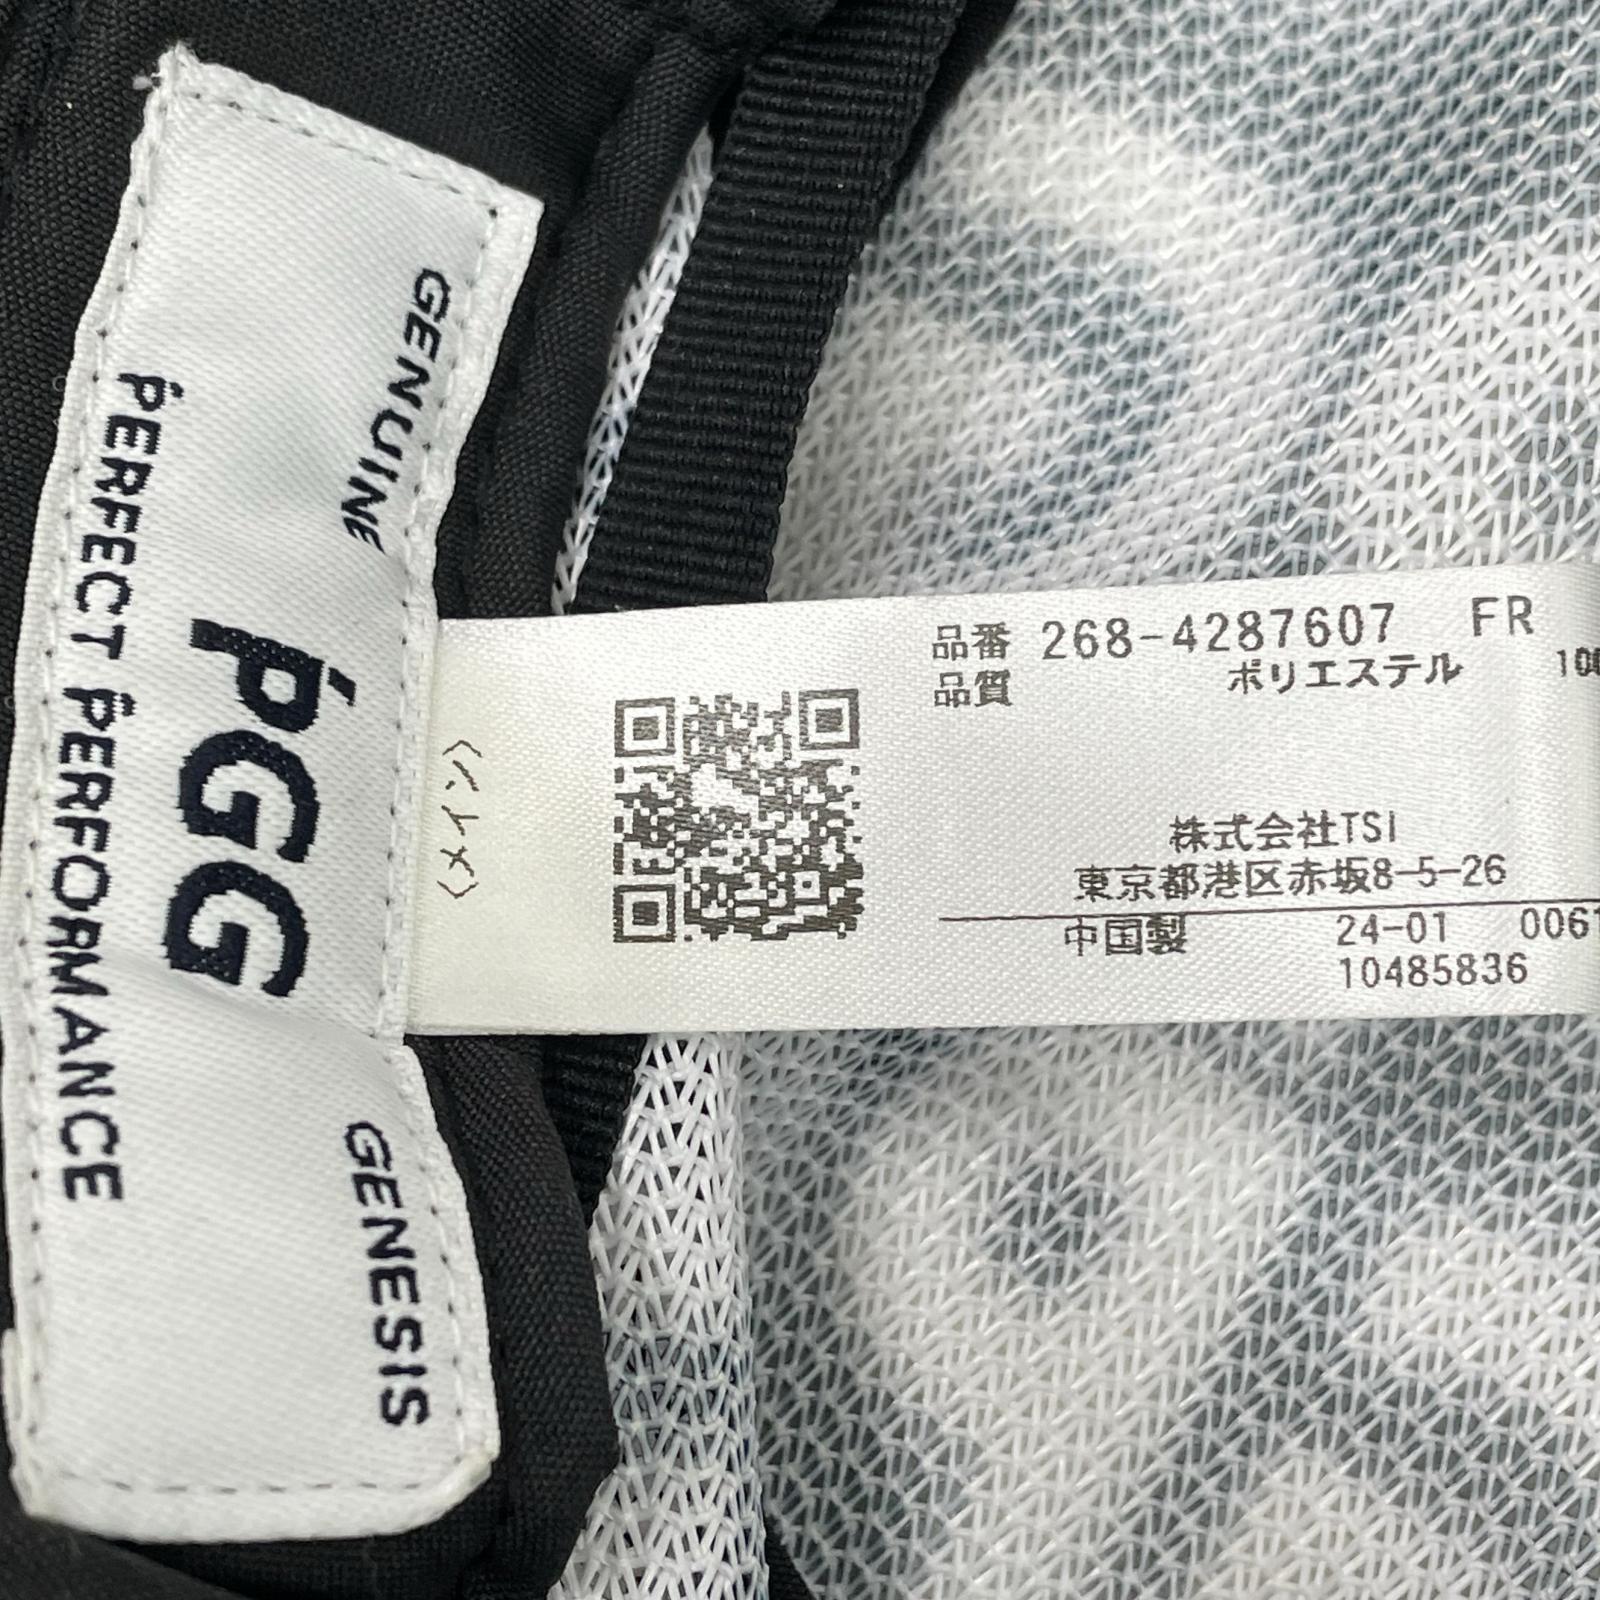 GENUINE
PGG
GENESIS
PERFECT PERFORMANCE
(メイン)
品番 268-4287607 FR
品質 ポリエステル
株式会社TSI
東京都港区赤坂8-5-26
中国製 24-01 0061
10485836